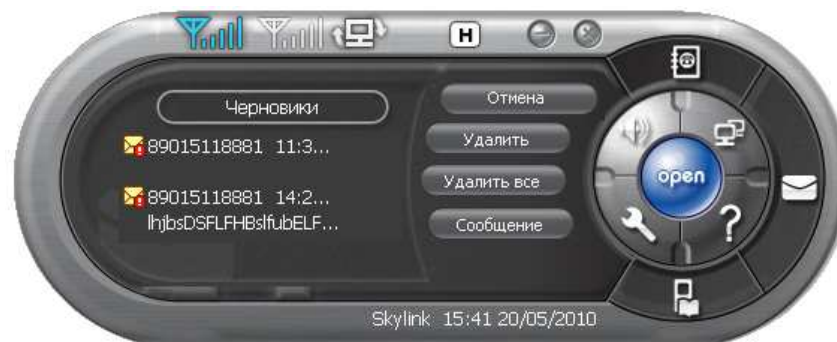 H
Черновики
Отмена
89015118881 11:3...
Удалить
Удалить все
89015118881 14:2...
lhjbsDSFLFHBslfubELF...
Сообщение
open
?
Skylink 15:41 20/05/2010